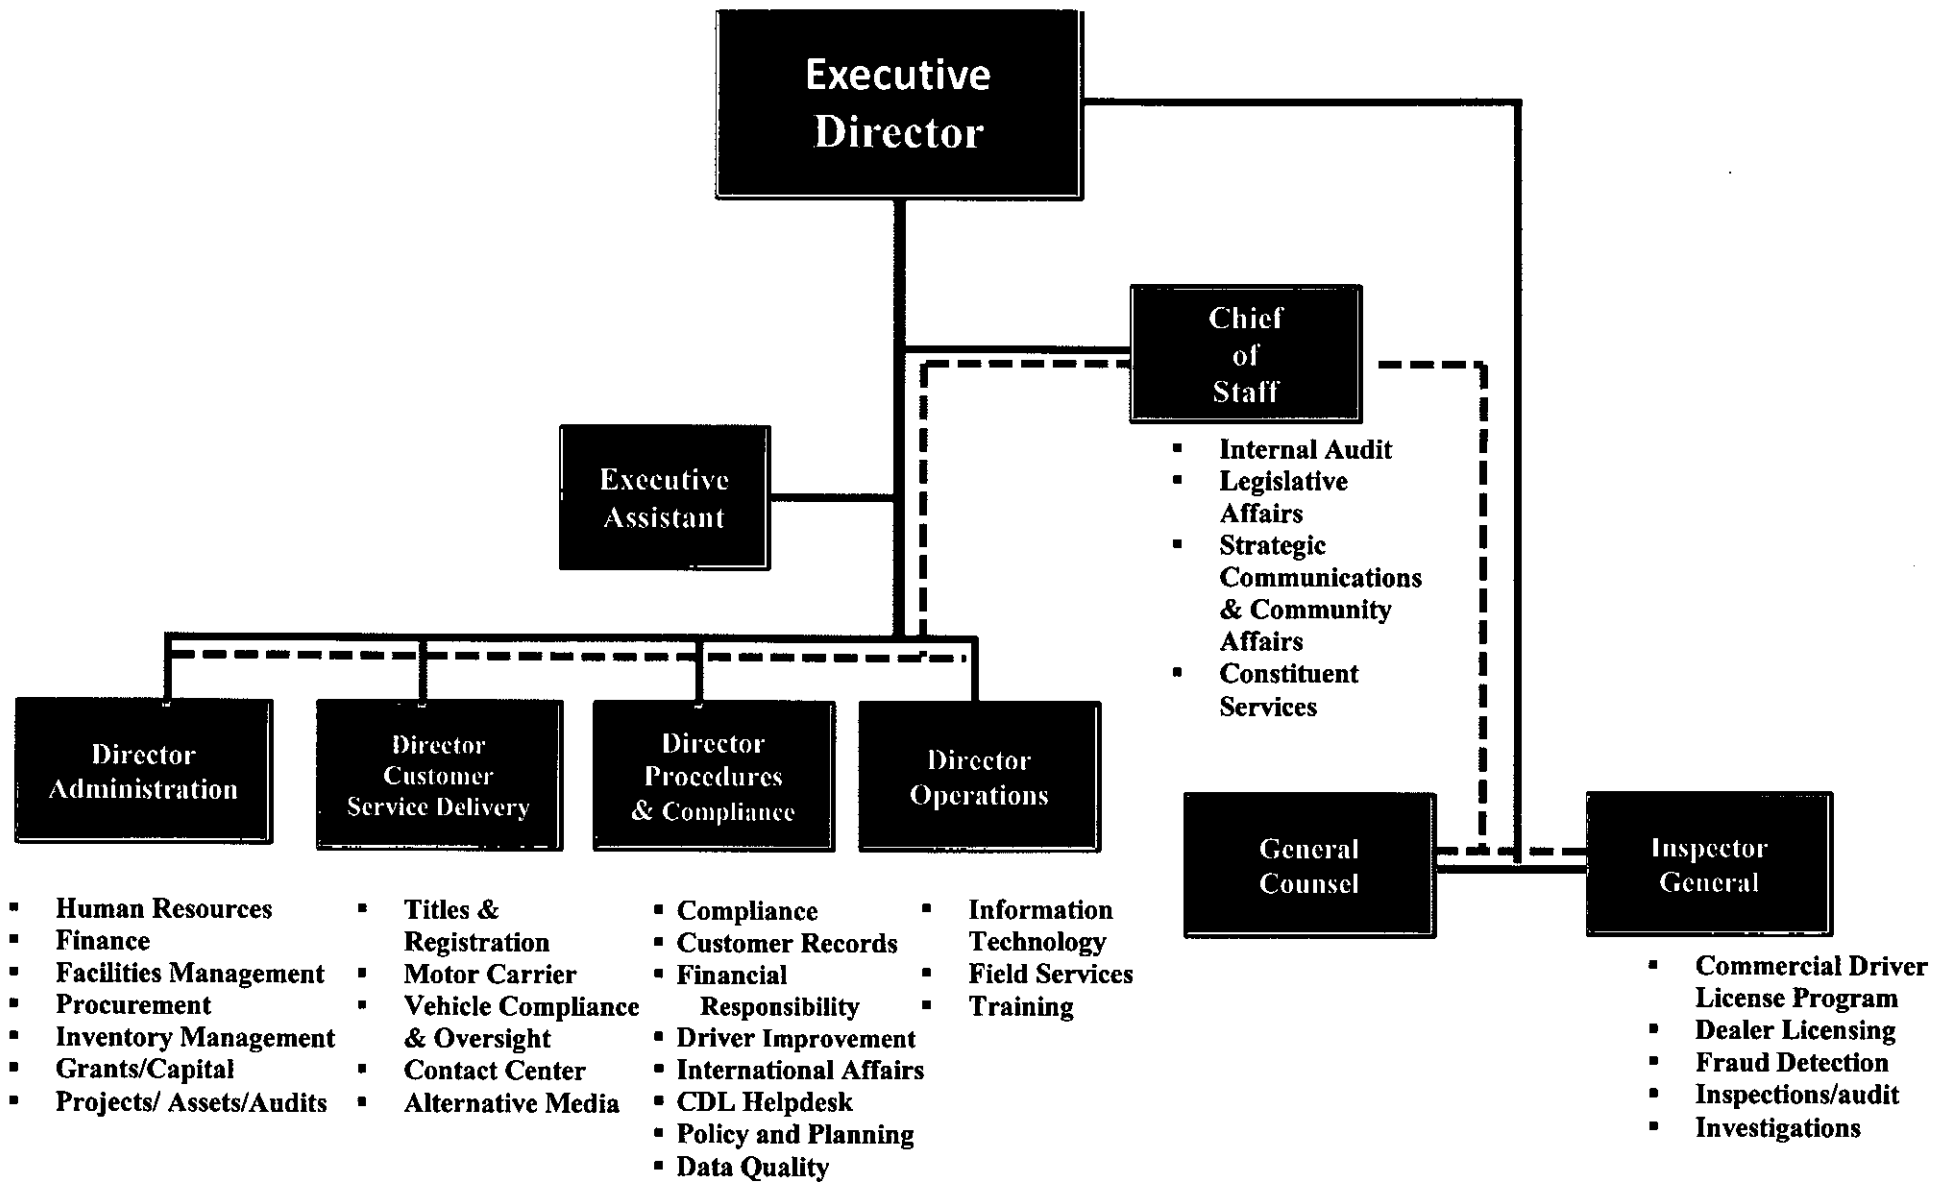 Executive
Director
Chief
of
Staff
▪ Internal Audit
▪ Legislative
Affairs
▪ Strategic
Communications
& Community
Affairs
▪ Constituent
Services
Executive
Assistant
Director
Administration
▪ Human Resources
▪ Finance
▪ Facilities Management
▪ Procurement
▪ Inventory Management
▪ Grants/Capital
▪ Projects/ Assets/Audits
Director
Customer
Service Delivery
▪ Titles &
Registration
▪ Motor Carrier
▪ Vehicle Compliance
& Oversight
▪ Contact Center
▪ Alternative Media
Director
Procedures
& Compliance
▪ Compliance
▪ Customer Records
▪ Financial
Responsibility
▪ Driver Improvement
▪ International Affairs
▪ CDL Helpdesk
▪ Policy and Planning
▪ Data Quality
Director
Operations
▪ Information
Technology
▪ Field Services
▪ Training
General
Counsel
Inspector
General
▪ Commercial Driver
License Program
▪ Dealer Licensing
▪ Fraud Detection
▪ Inspections/audit
▪ Investigations